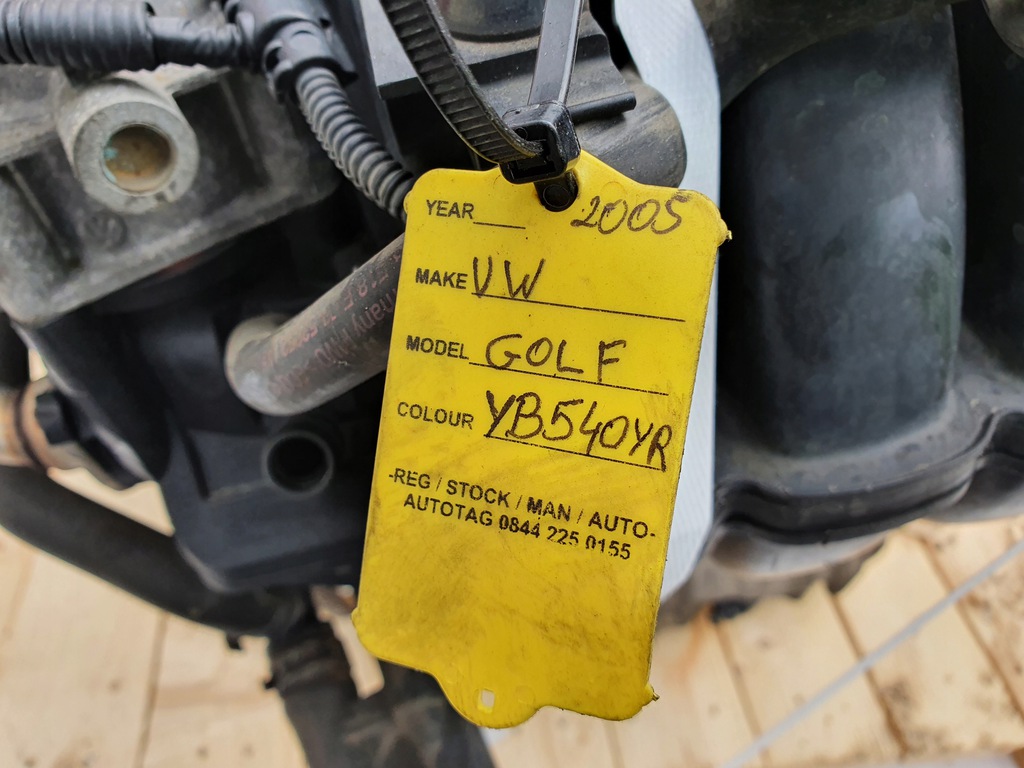 YEAR 2005
MAKE VW
MODEL GOLF
COLOUR YB540YR
-REG / STOCK / MAN / AUTO-
AUTOTAG 0844 225 0155